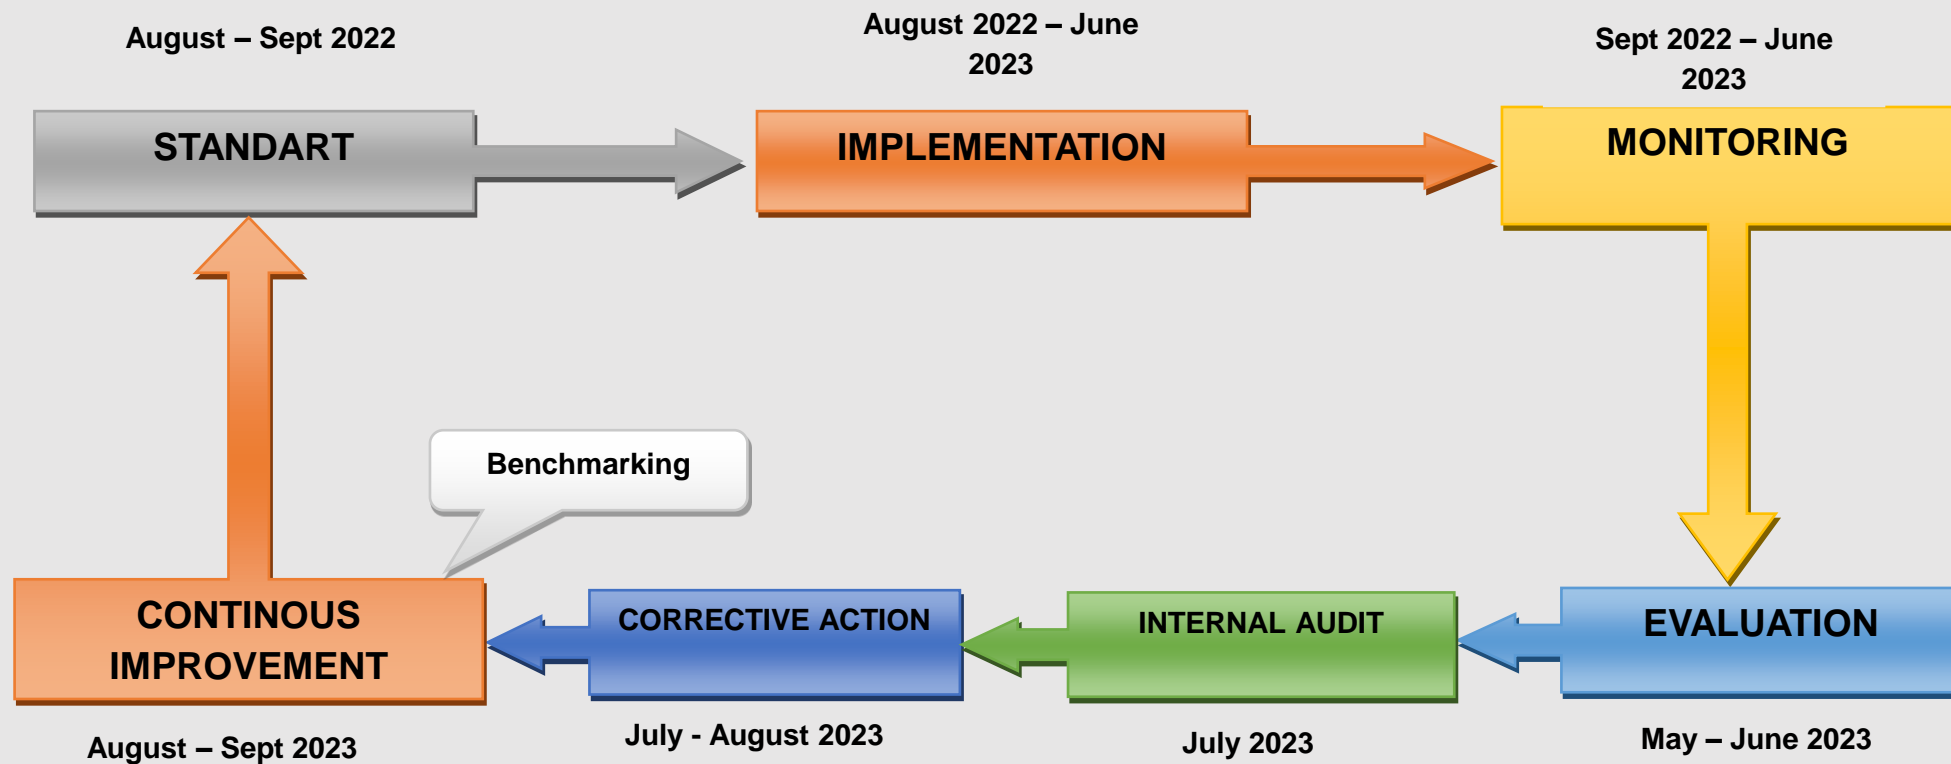 August – Sept 2022
August 2022 – June
2023
Sept 2022 – June
2023
STANDART
IMPLEMENTATION
MONITORING
Benchmarking
CONTINOUS
IMPROVEMENT
CORRECTIVE ACTION
INTERNAL AUDIT
EVALUATION
August – Sept 2023
July - August 2023
July 2023
May – June 2023